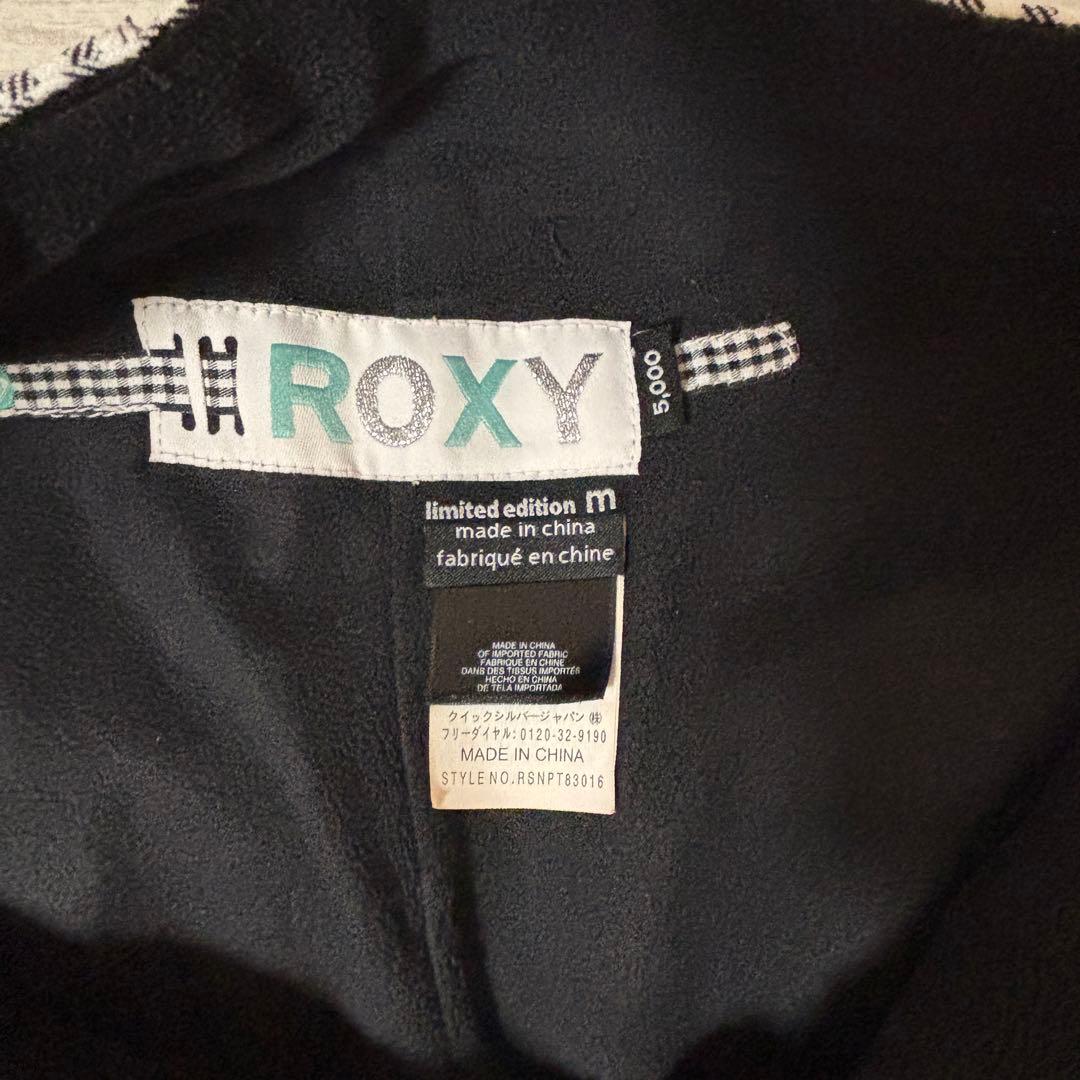 ROXY
5,000
limited edition m
made in china
fabriqué en chine
MADE IN CHINA
OF IMPORTED FABRIC
FABRIQUE EN CHINE
DANS DES TISSUS IMPORTÉS
HECHO EN CHINA
DE TELA IMPORTADA
クイックシルバージャパン㈱
フリーダイヤル:0120-32-9190
MADE IN CHINA
STYLE NO. RSNPT83016